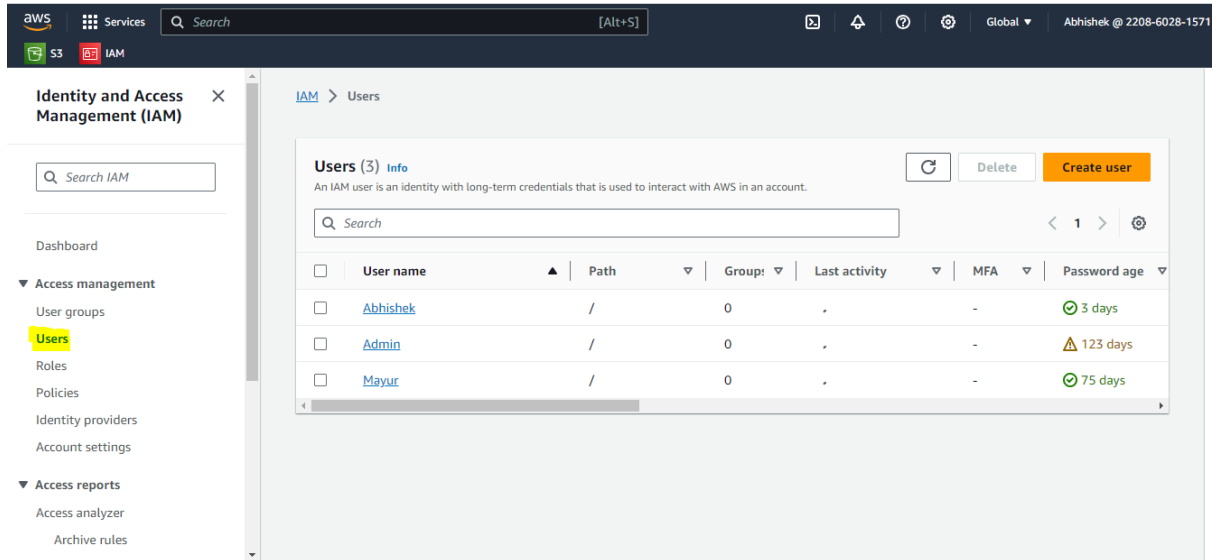 aws Services Search [Alt+S] Global Abhishek @ 2208-6028-1571
S3 IAM
Identity and Access
Management (IAM)
Search IAM
Dashboard
Access management
User groups
Users
Roles
Policies
Identity providers
Account settings
Access reports
Access analyzer
Archive rules
IAM > Users
Users (3) Info
Delete
Create user
An IAM user is an identity with long-term credentials that is used to interact with AWS in an account.
Search
1
User name Path Groups Last activity MFA Password age
Abhishek / 0 - - 3 days
Admin / 0 - - 123 days
Mayur / 0 - - 75 days